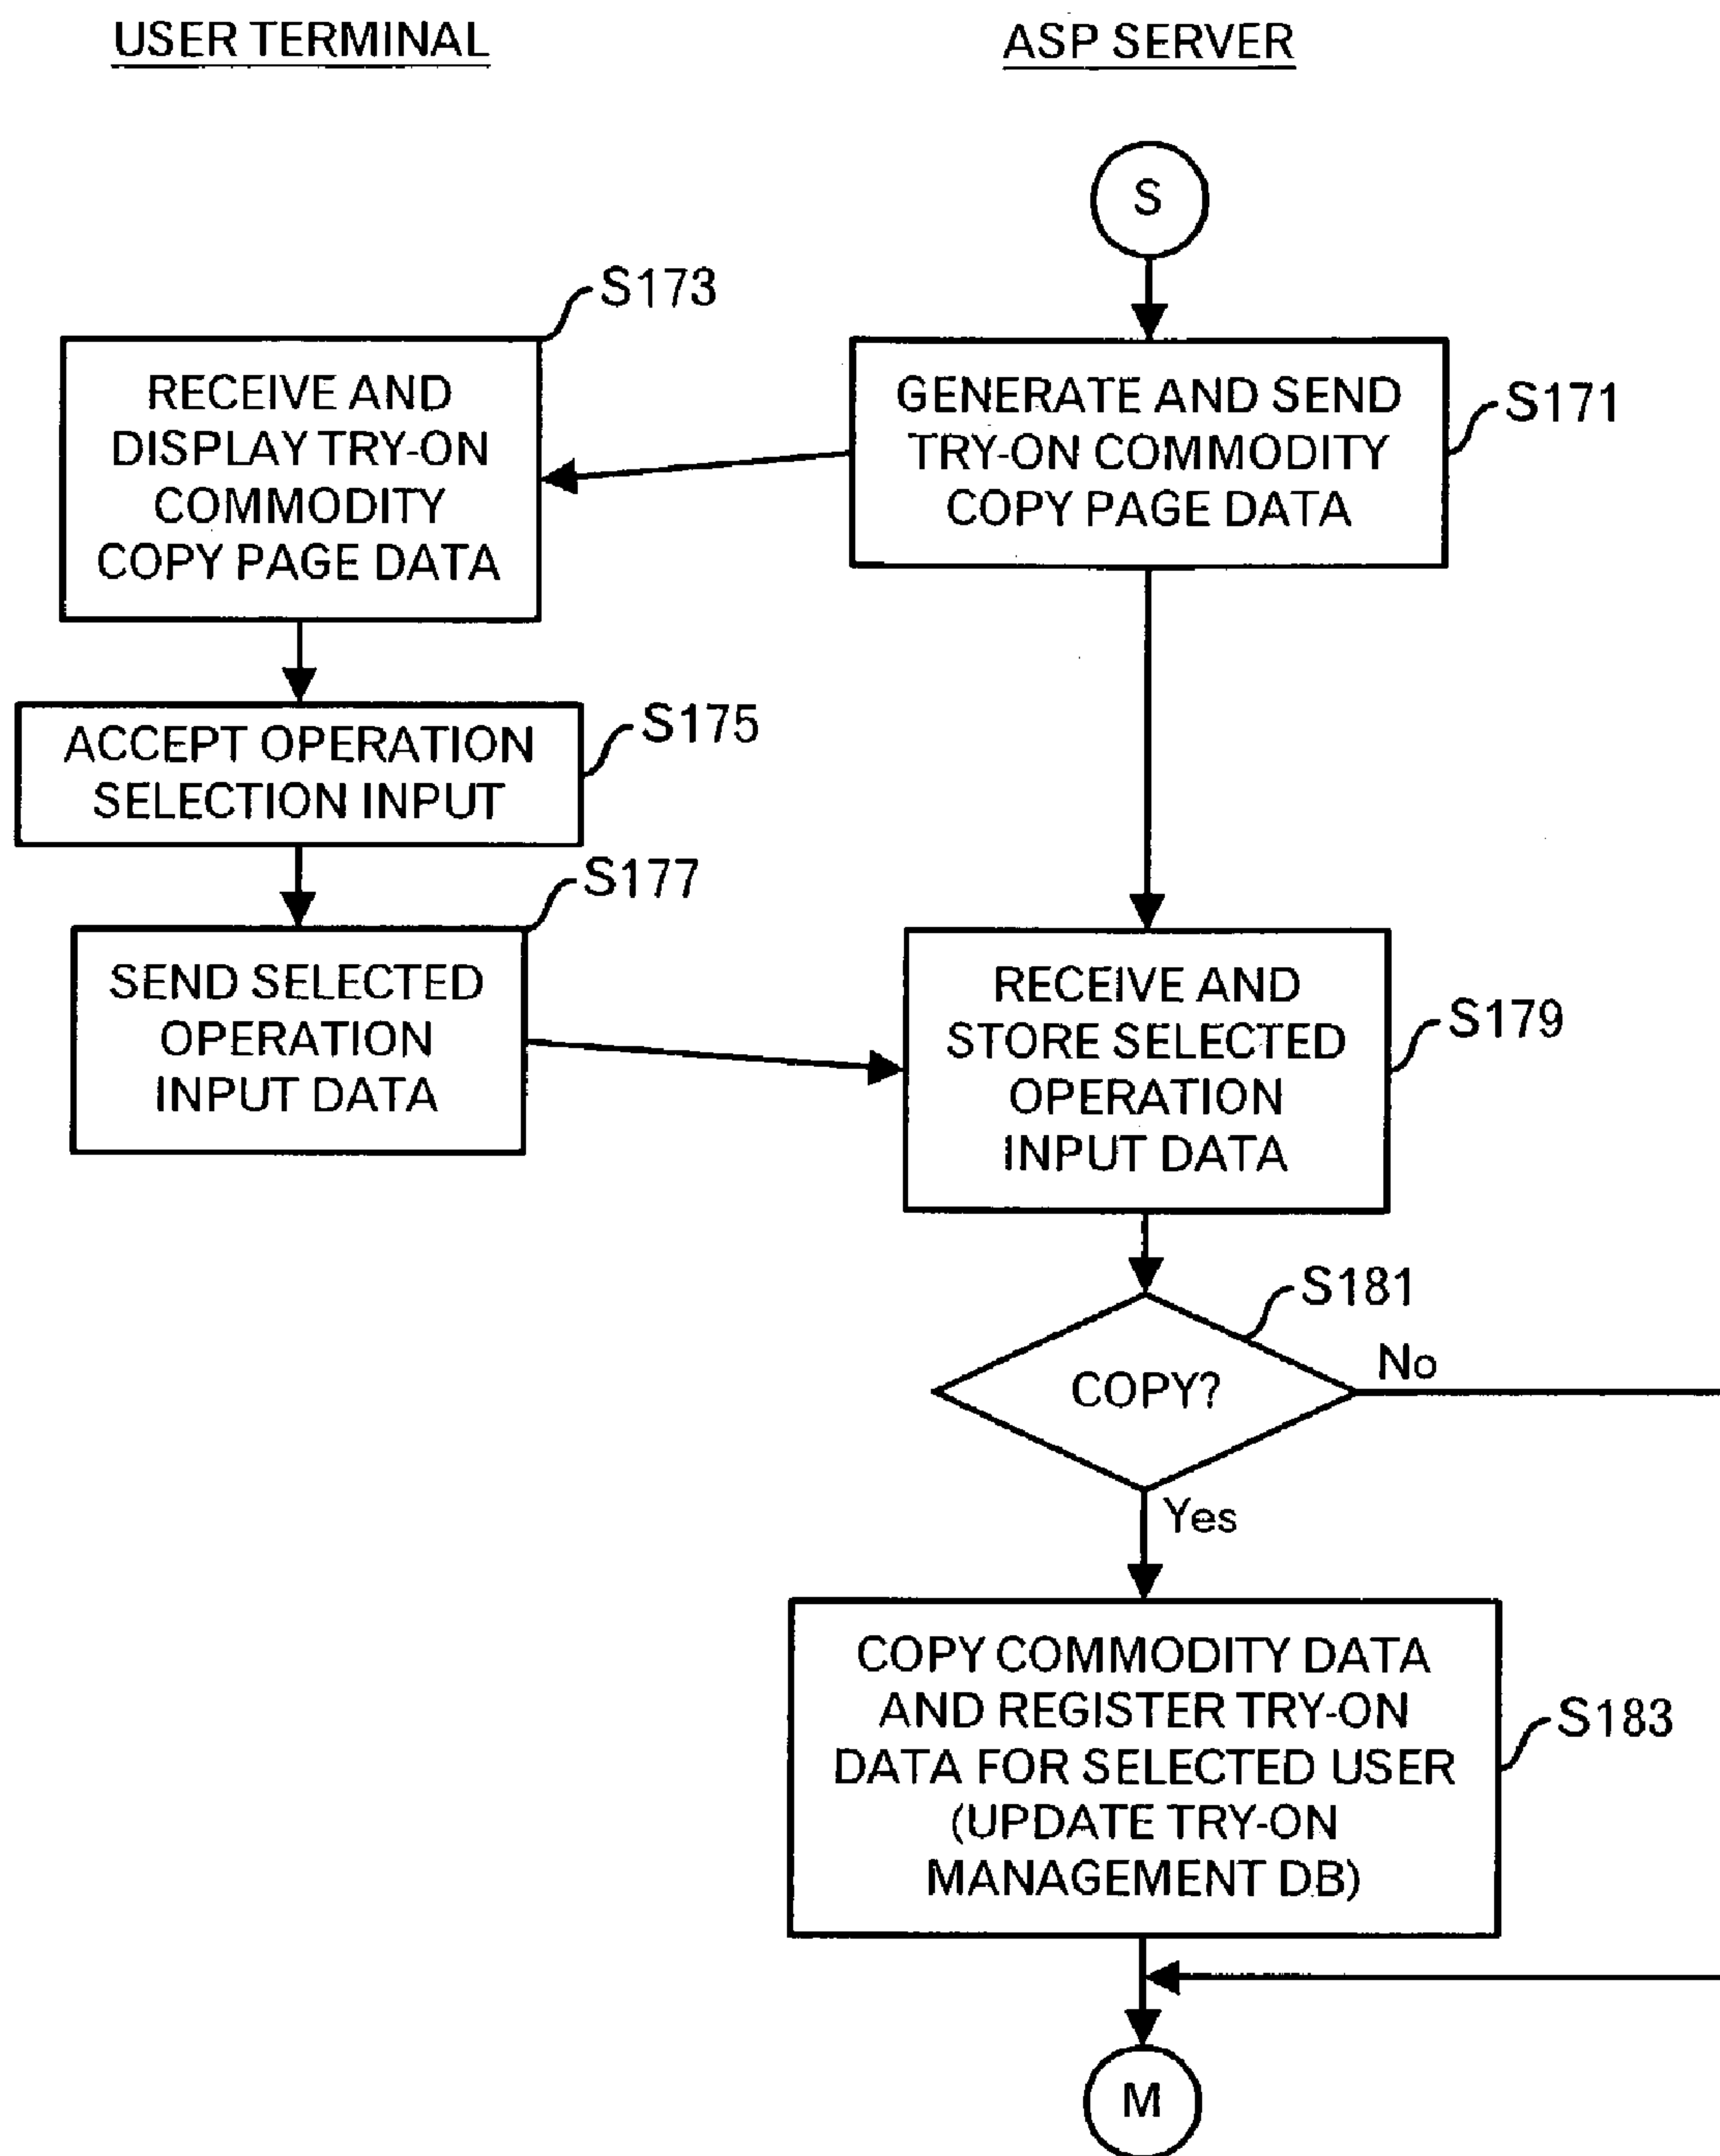 USER TERMINAL
ASP SERVER
S
S173
RECEIVE AND
DISPLAY TRY-ON
COMMODITY
COPY PAGE DATA
GENERATE AND SEND
TRY-ON COMMODITY
COPY PAGE DATA
S171
ACCEPT OPERATION
SELECTION INPUT
S175
S177
SEND SELECTED
OPERATION
INPUT DATA
RECEIVE AND
STORE SELECTED
OPERATION
INPUT DATA
S179
S181
COPY?
No
Yes
COPY COMMODITY DATA
AND REGISTER TRY-ON
DATA FOR SELECTED USER
(UPDATE TRY-ON
MANAGEMENT DB)
S183
M